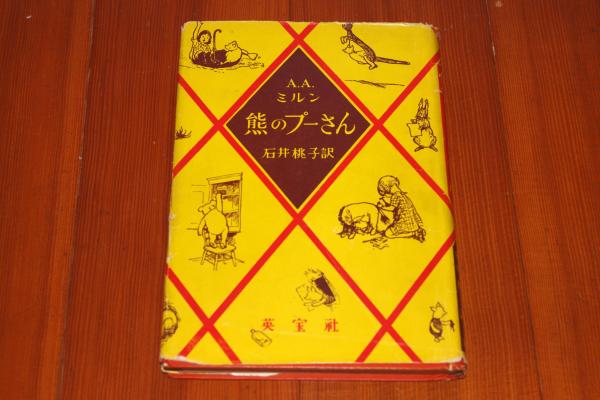 A.A.
ミルン
熊のプーさん
石井桃子訳
英宝社